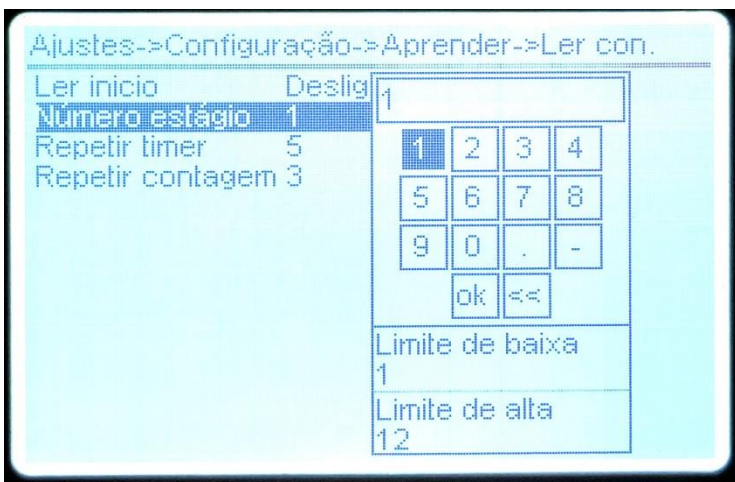 Ajustes->Configuração->Aprender->Ler con.
Ler inicio Deslig
Número estágio 1
Repetir timer 5
Repetir contagem 3
1
1 2 3 4
5 6 7 8
9 0 . -
ok <<
Limite de baixa
1
Limite de alta
12